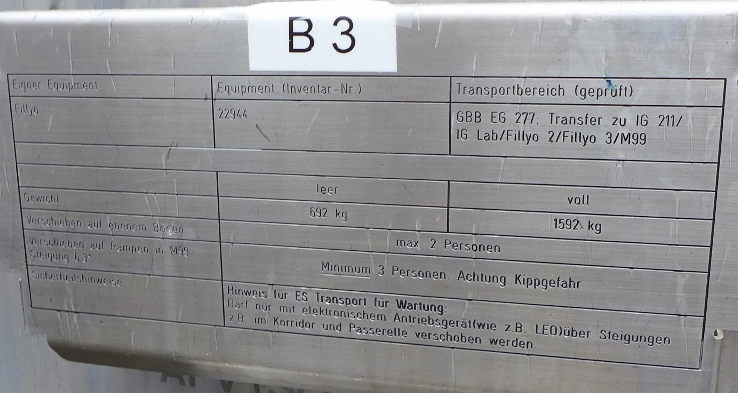 B 3
Eigner Equipment Equipment (Inventar-Nr.) Transportbereich (geprüft)
Fillyo 22944 GBB EG 277: Transfer zu IG 211/
IG Lab/Fillyo 2/Fillyo 3/M99
leer voll
Gewicht 692 kg 1592 kg
Verschieben auf ebenem Boden max. 2 Personen
Verschieben auf Rampen in M99
Steigung Minimum 3 Personen. Achtung Kippgefahr
Sicherheitshinweise Hinweis für ES Transport für Wartung:
Darf nur mit elektronischem Antriebsgerät(wie z.B. LEO)über Steigungen
z.B. im Korridor und Passerelle verschoben werden